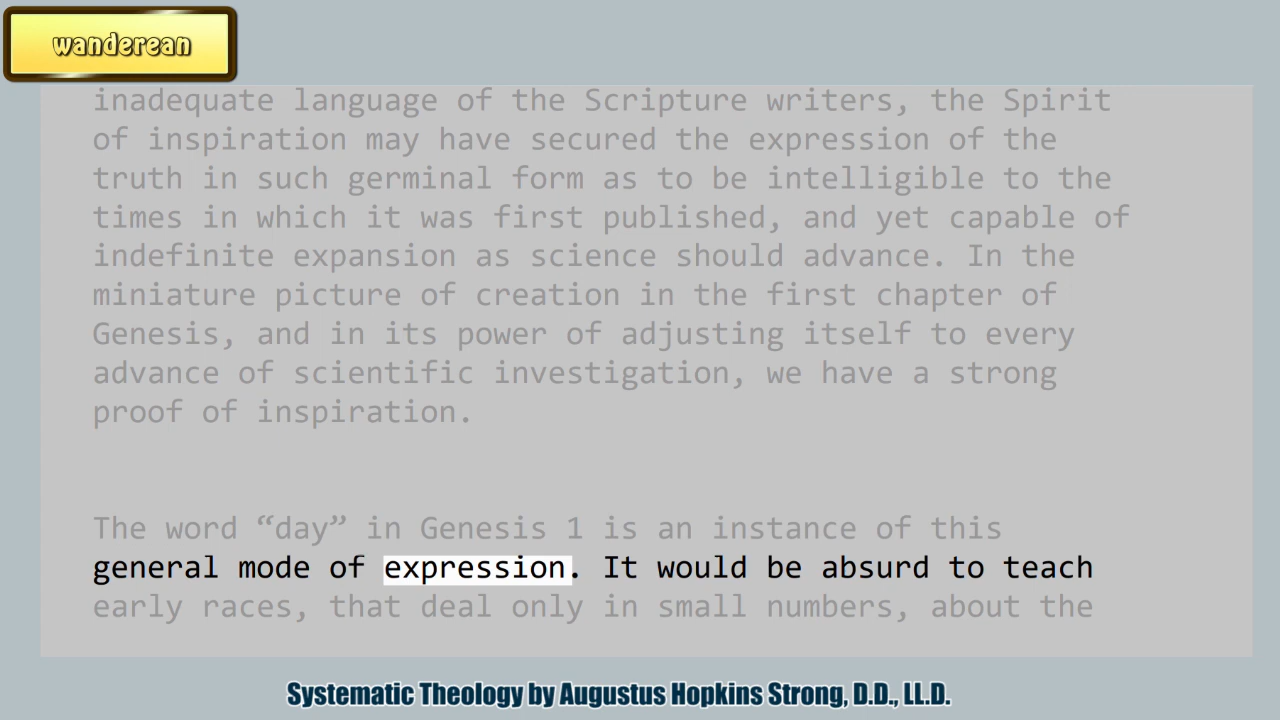 wanderean
inadequate language of the Scripture writers, the Spirit
of inspiration may have secured the expression of the
truth in such germinal form as to be intelligible to the
times in which it was first published, and yet capable of
indefinite expansion as science should advance. In the
miniature picture of creation in the first chapter of
Genesis, and in its power of adjusting itself to every
advance of scientific investigation, we have a strong
proof of inspiration.
The word “day” in Genesis 1 is an instance of this
general mode of expression. It would be absurd to teach
early races, that deal only in small numbers, about the
Systematic Theology by Augustus Hopkins Strong, D.D., LL.D.